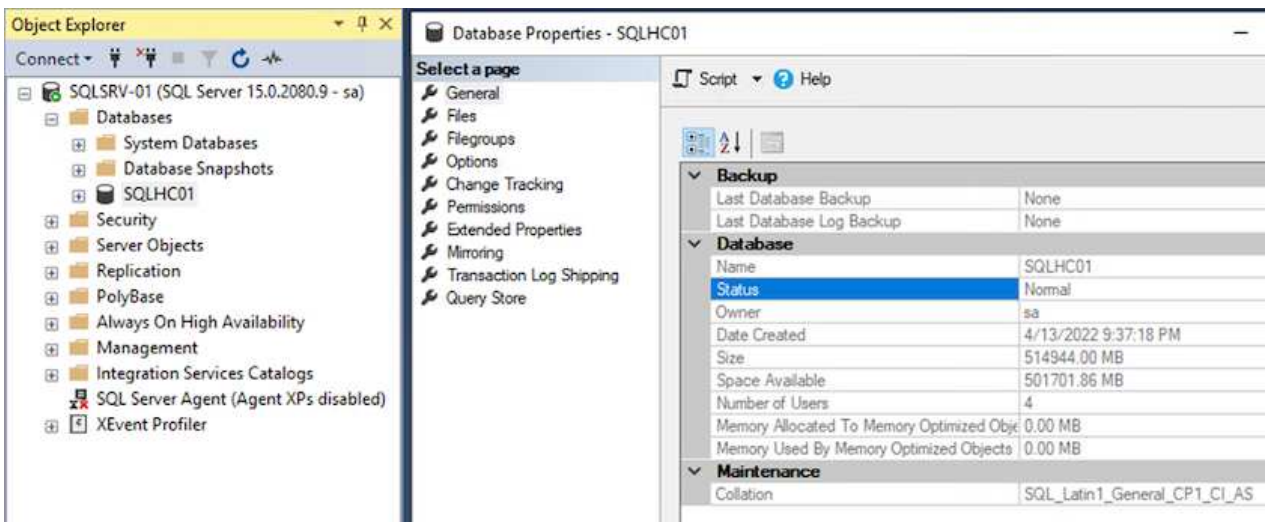 Object Explorer
Connect
SQLSRV-01 (SQL Server 15.0.2080.9 - sa)
Databases
System Databases
Database Snapshots
SQLHC01
Security
Server Objects
Replication
PolyBase
Always On High Availability
Management
Integration Services Catalogs
SQL Server Agent (Agent XPs disabled)
XEvent Profiler
Database Properties - SQLHC01
Select a page
General
Files
Filegroups
Options
Change Tracking
Permissions
Extended Properties
Mirroring
Transaction Log Shipping
Query Store
Script Help
Backup
Last Database Backup None
Last Database Log Backup None
Database
Name SQLHC01
Status Normal
Owner sa
Date Created 4/13/2022 9:37:18 PM
Size 514944.00 MB
Space Available 501701.86 MB
Number of Users 4
Memory Allocated To Memory Optimized Obje 0.00 MB
Memory Used By Memory Optimized Objects 0.00 MB
Maintenance
Collation SQL_Latin1_General_CP1_CI_AS